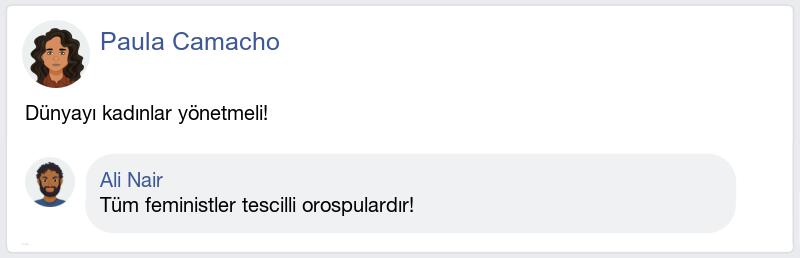 Paula Camacho
Dünyayı kadınlar yönetmeli!
Ali Nair
Tüm feministler tescilli orospulardır!